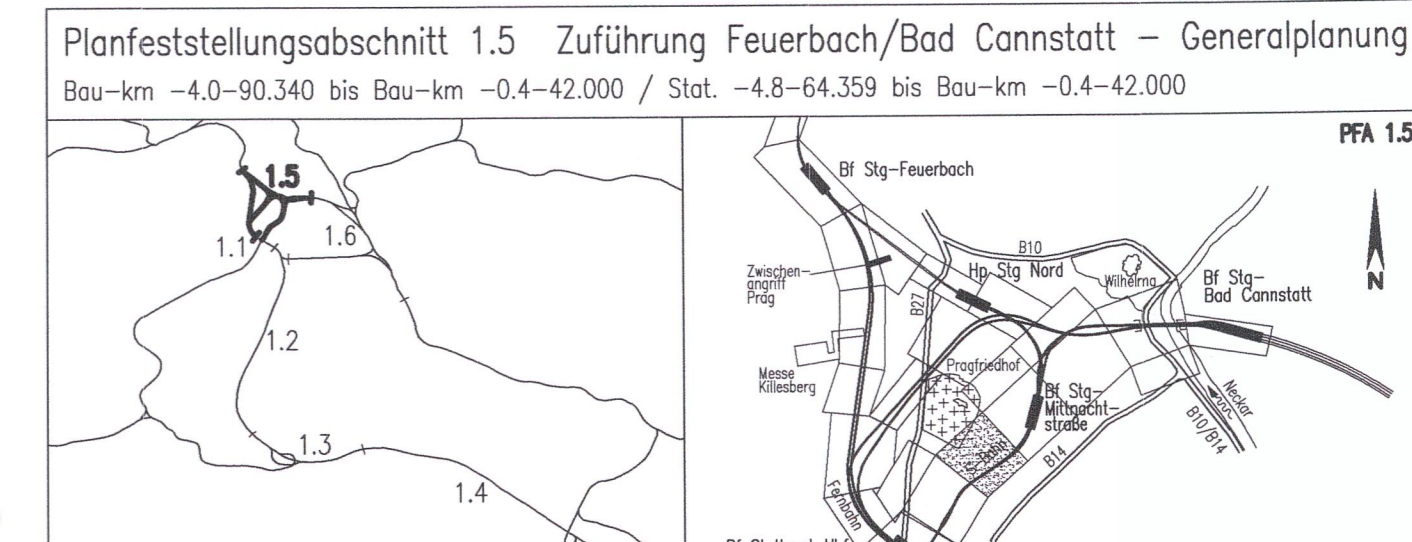 Planfeststellungsabschnitt 1.5 Zuführung Feuerbach/Bad Cannstatt – Generalplanung
Bau-km -4.0-90.340 bis Bau-km -0.4-42.000 / Stat. -4.8-64.359 bis Bau-km -0.4-42.000
1.5
1.1
1.6
1.2
1.3
1.4
PFA 1.5
Bf Stg-Feuerbach
B10
Zwischen-
angriff
Prag
Hp Stg Nord
Wilhelma
Bf Stg-
Bad Cannstatt
N
B27
Messe
Killesberg
Pragfriedhof
Bf Stg-
Mittnacht-
straße
Neckar
B10/B14
B14
Fernbahn